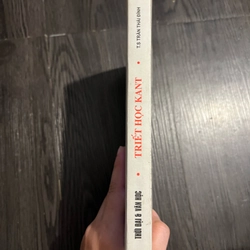 T.S TRẦN THÁI ĐỈNH
TRIẾT HỌC KANT
THỜI ĐẠI & VĂN HỌC